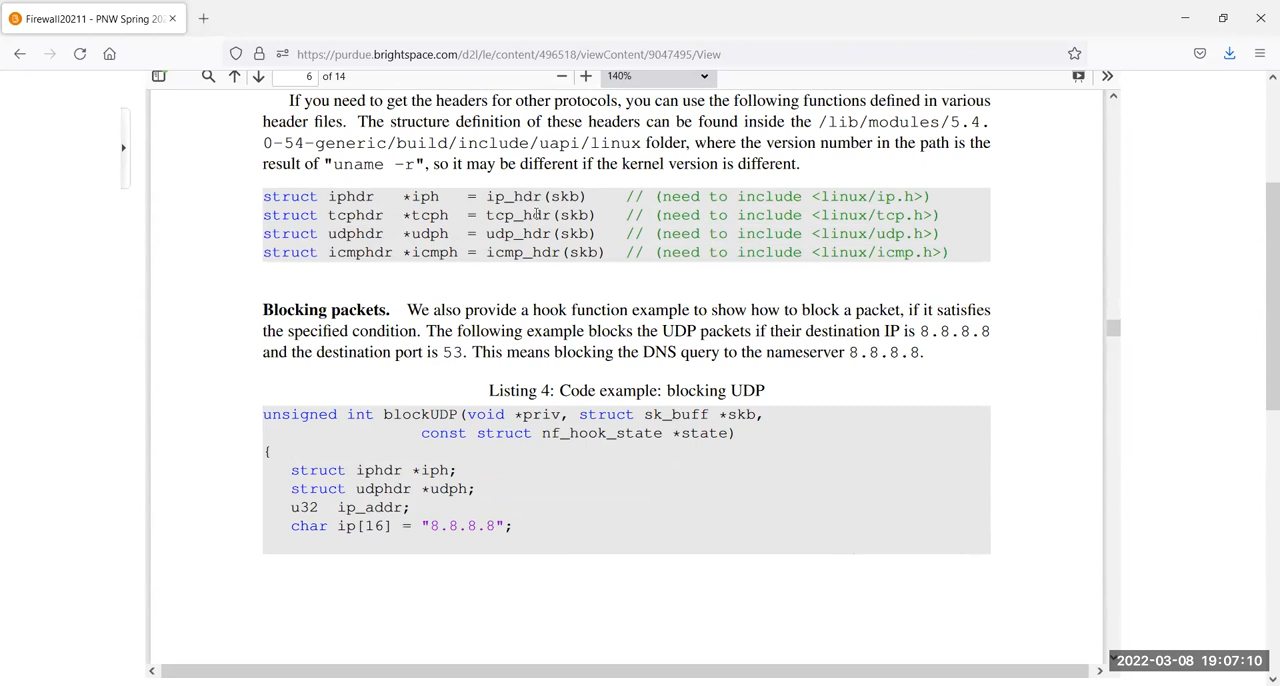 Firewall20211 - PNW Spring 202
https://purdue.brightspace.com/d2l/le/content/496518/viewContent/9047495/View
6 of 14
140%
If you need to get the headers for other protocols, you can use the following functions defined in various
header files. The structure definition of these headers can be found inside the /lib/modules/5.4.
0-54-generic/build/include/uapi/linux folder, where the version number in the path is the
result of "uname -r", so it may be different if the kernel version is different.
struct iphdr *iph = ip_hdr(skb) // (need to include <linux/ip.h>)
struct tcphdr *tcph = tcp_hdr(skb) // (need to include <linux/tcp.h>)
struct udphdr *udph = udp_hdr(skb) // (need to include <linux/udp.h>)
struct icmphdr *icmph = icmp_hdr(skb) // (need to include <linux/icmp.h>)
Blocking packets. We also provide a hook function example to show how to block a packet, if it satisfies
the specified condition. The following example blocks the UDP packets if their destination IP is 8.8.8.8
and the destination port is 53. This means blocking the DNS query to the nameserver 8.8.8.8.
Listing 4: Code example: blocking UDP
unsigned int blockUDP(void *priv, struct sk_buff *skb,
const struct nf_hook_state *state)
{
struct iphdr *iph;
struct udphdr *udph;
u32 ip_addr;
char ip[16] = "8.8.8.8";
2022-03-08 19:07:10